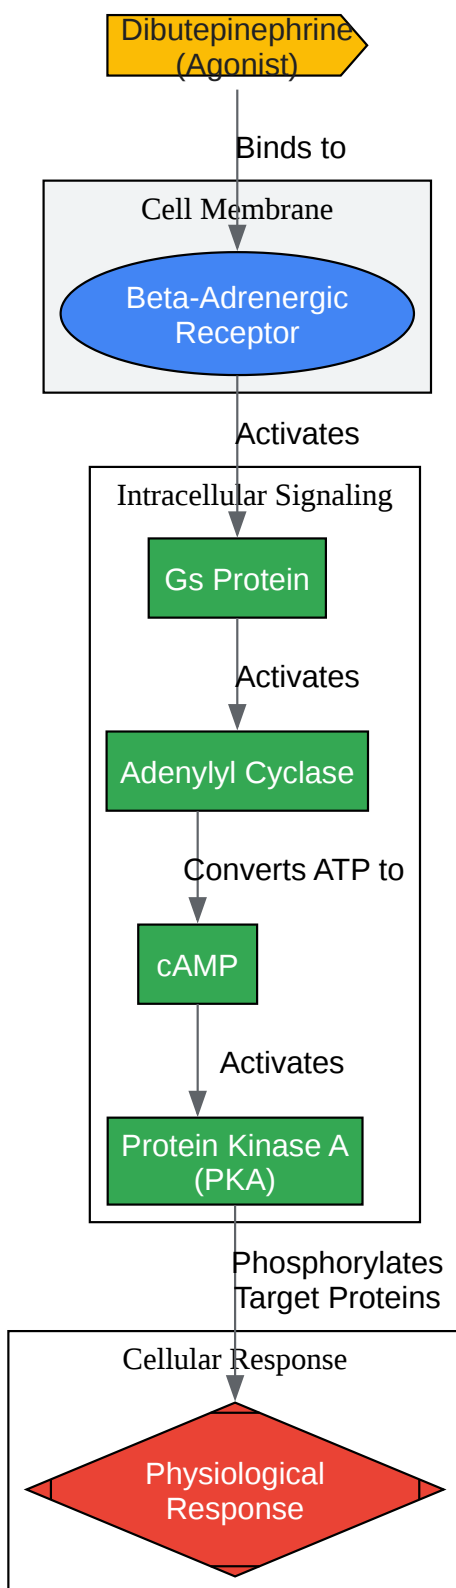 Dibutepinephrine
(Agonist)
Binds to
Cell Membrane
Beta-Adrenergic
Receptor
Activates
Intracellular Signaling
Gs Protein
Activates
Adenylyl Cyclase
Converts ATP to
cAMP
Activates
Protein Kinase A
(PKA)
Phosphorylates
Target Proteins
Cellular Response
Physiological
Response